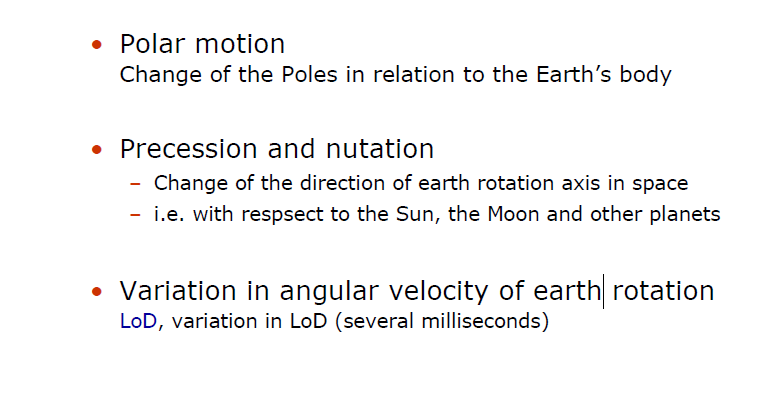 • Polar motion
Change of the Poles in relation to the Earth’s body
• Precession and nutation
– Change of the direction of earth rotation axis in space
– i.e. with respsect to the Sun, the Moon and other planets
• Variation in angular velocity of earth rotation
LoD, variation in LoD (several milliseconds)